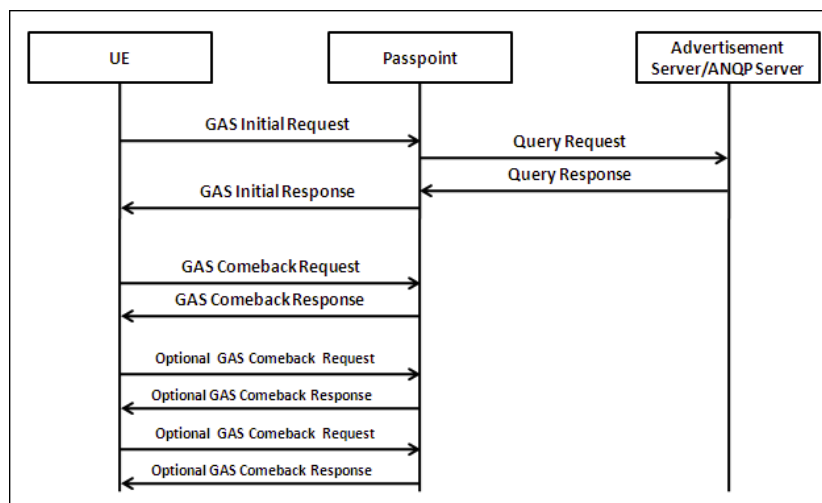 UE
Passpoint
Advertisement
Server/ANQP Server
GAS Initial Request
Query Request
Query Response
GAS Initial Response
GAS Comeback Request
GAS Comeback Response
Optional GAS Comeback Request
Optional GAS Comeback Response
Optional GAS Comeback Request
Optional GAS Comeback Response